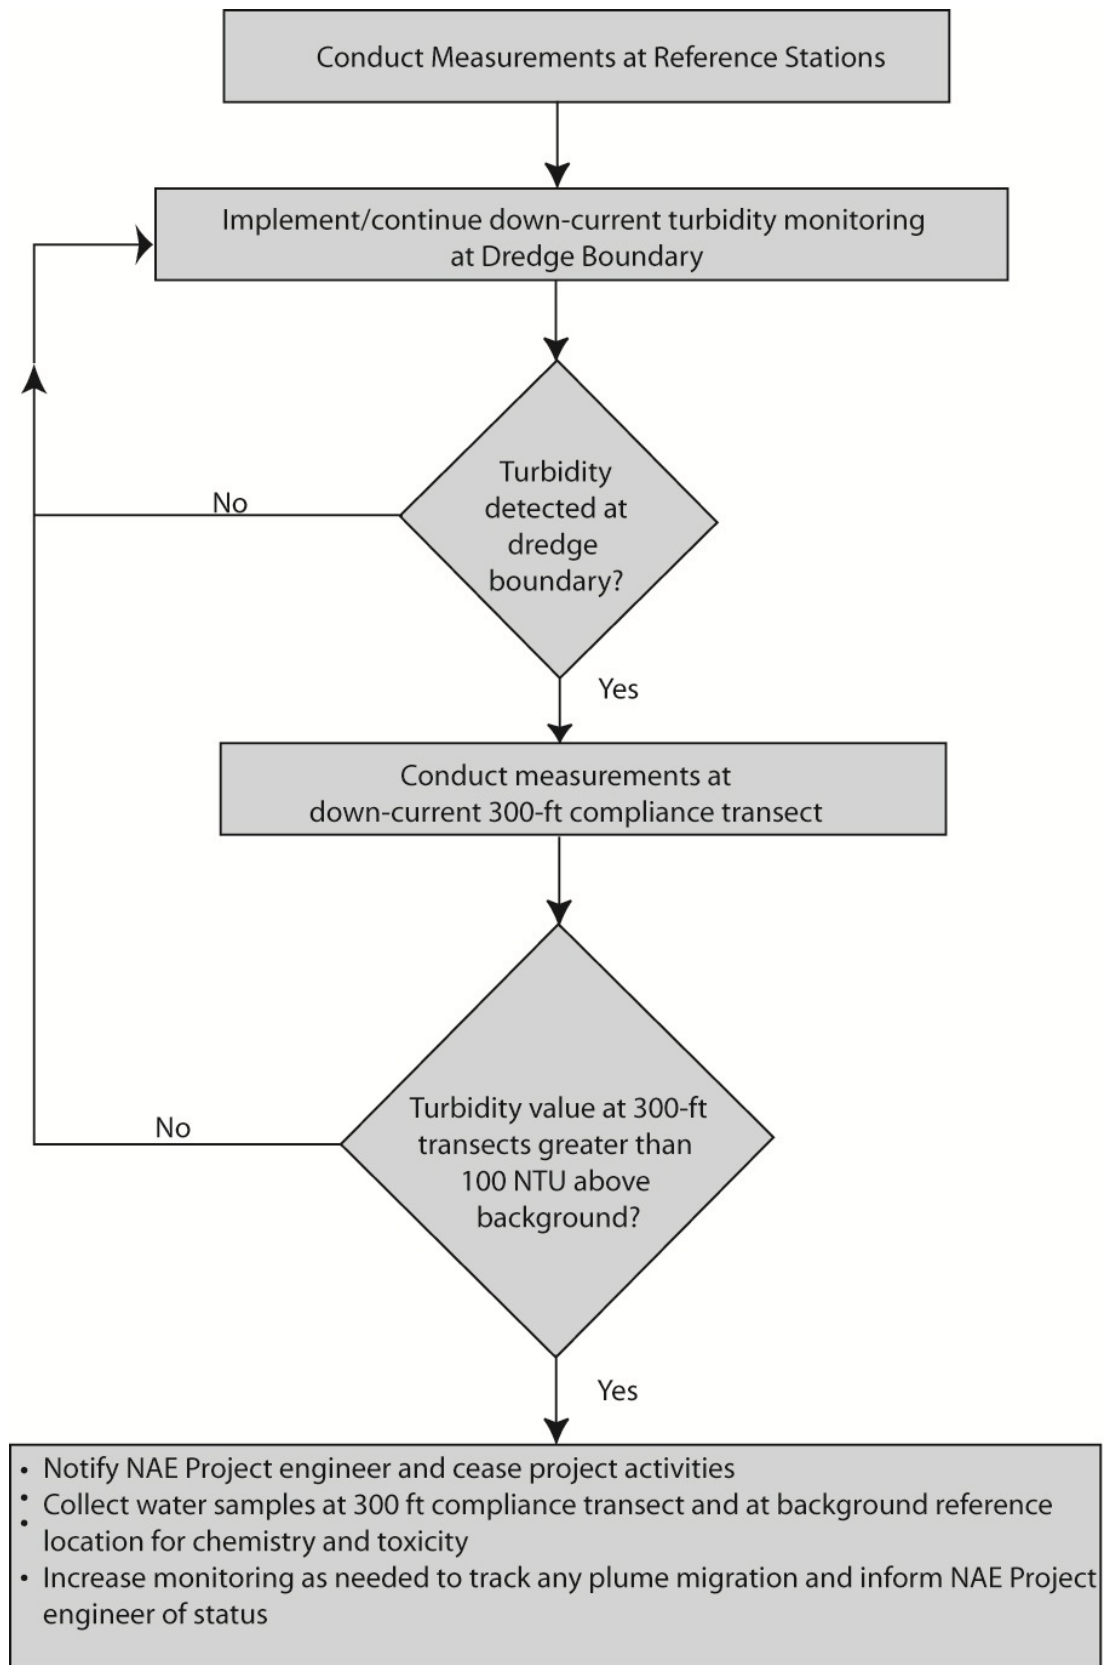 Conduct Measurements at Reference Stations
Implement/continue down-current turbidity monitoring
at Dredge Boundary
Turbidity
detected at
dredge
boundary?
No
Yes
Conduct measurements at
down-current 300-ft compliance transect
Turbidity value at 300-ft
transects greater than
100 NTU above
background?
No
Yes
• Notify NAE Project engineer and cease project activities
• Collect water samples at 300 ft compliance transect and at background reference
• location for chemistry and toxicity
• Increase monitoring as needed to track any plume migration and inform NAE Project
engineer of status